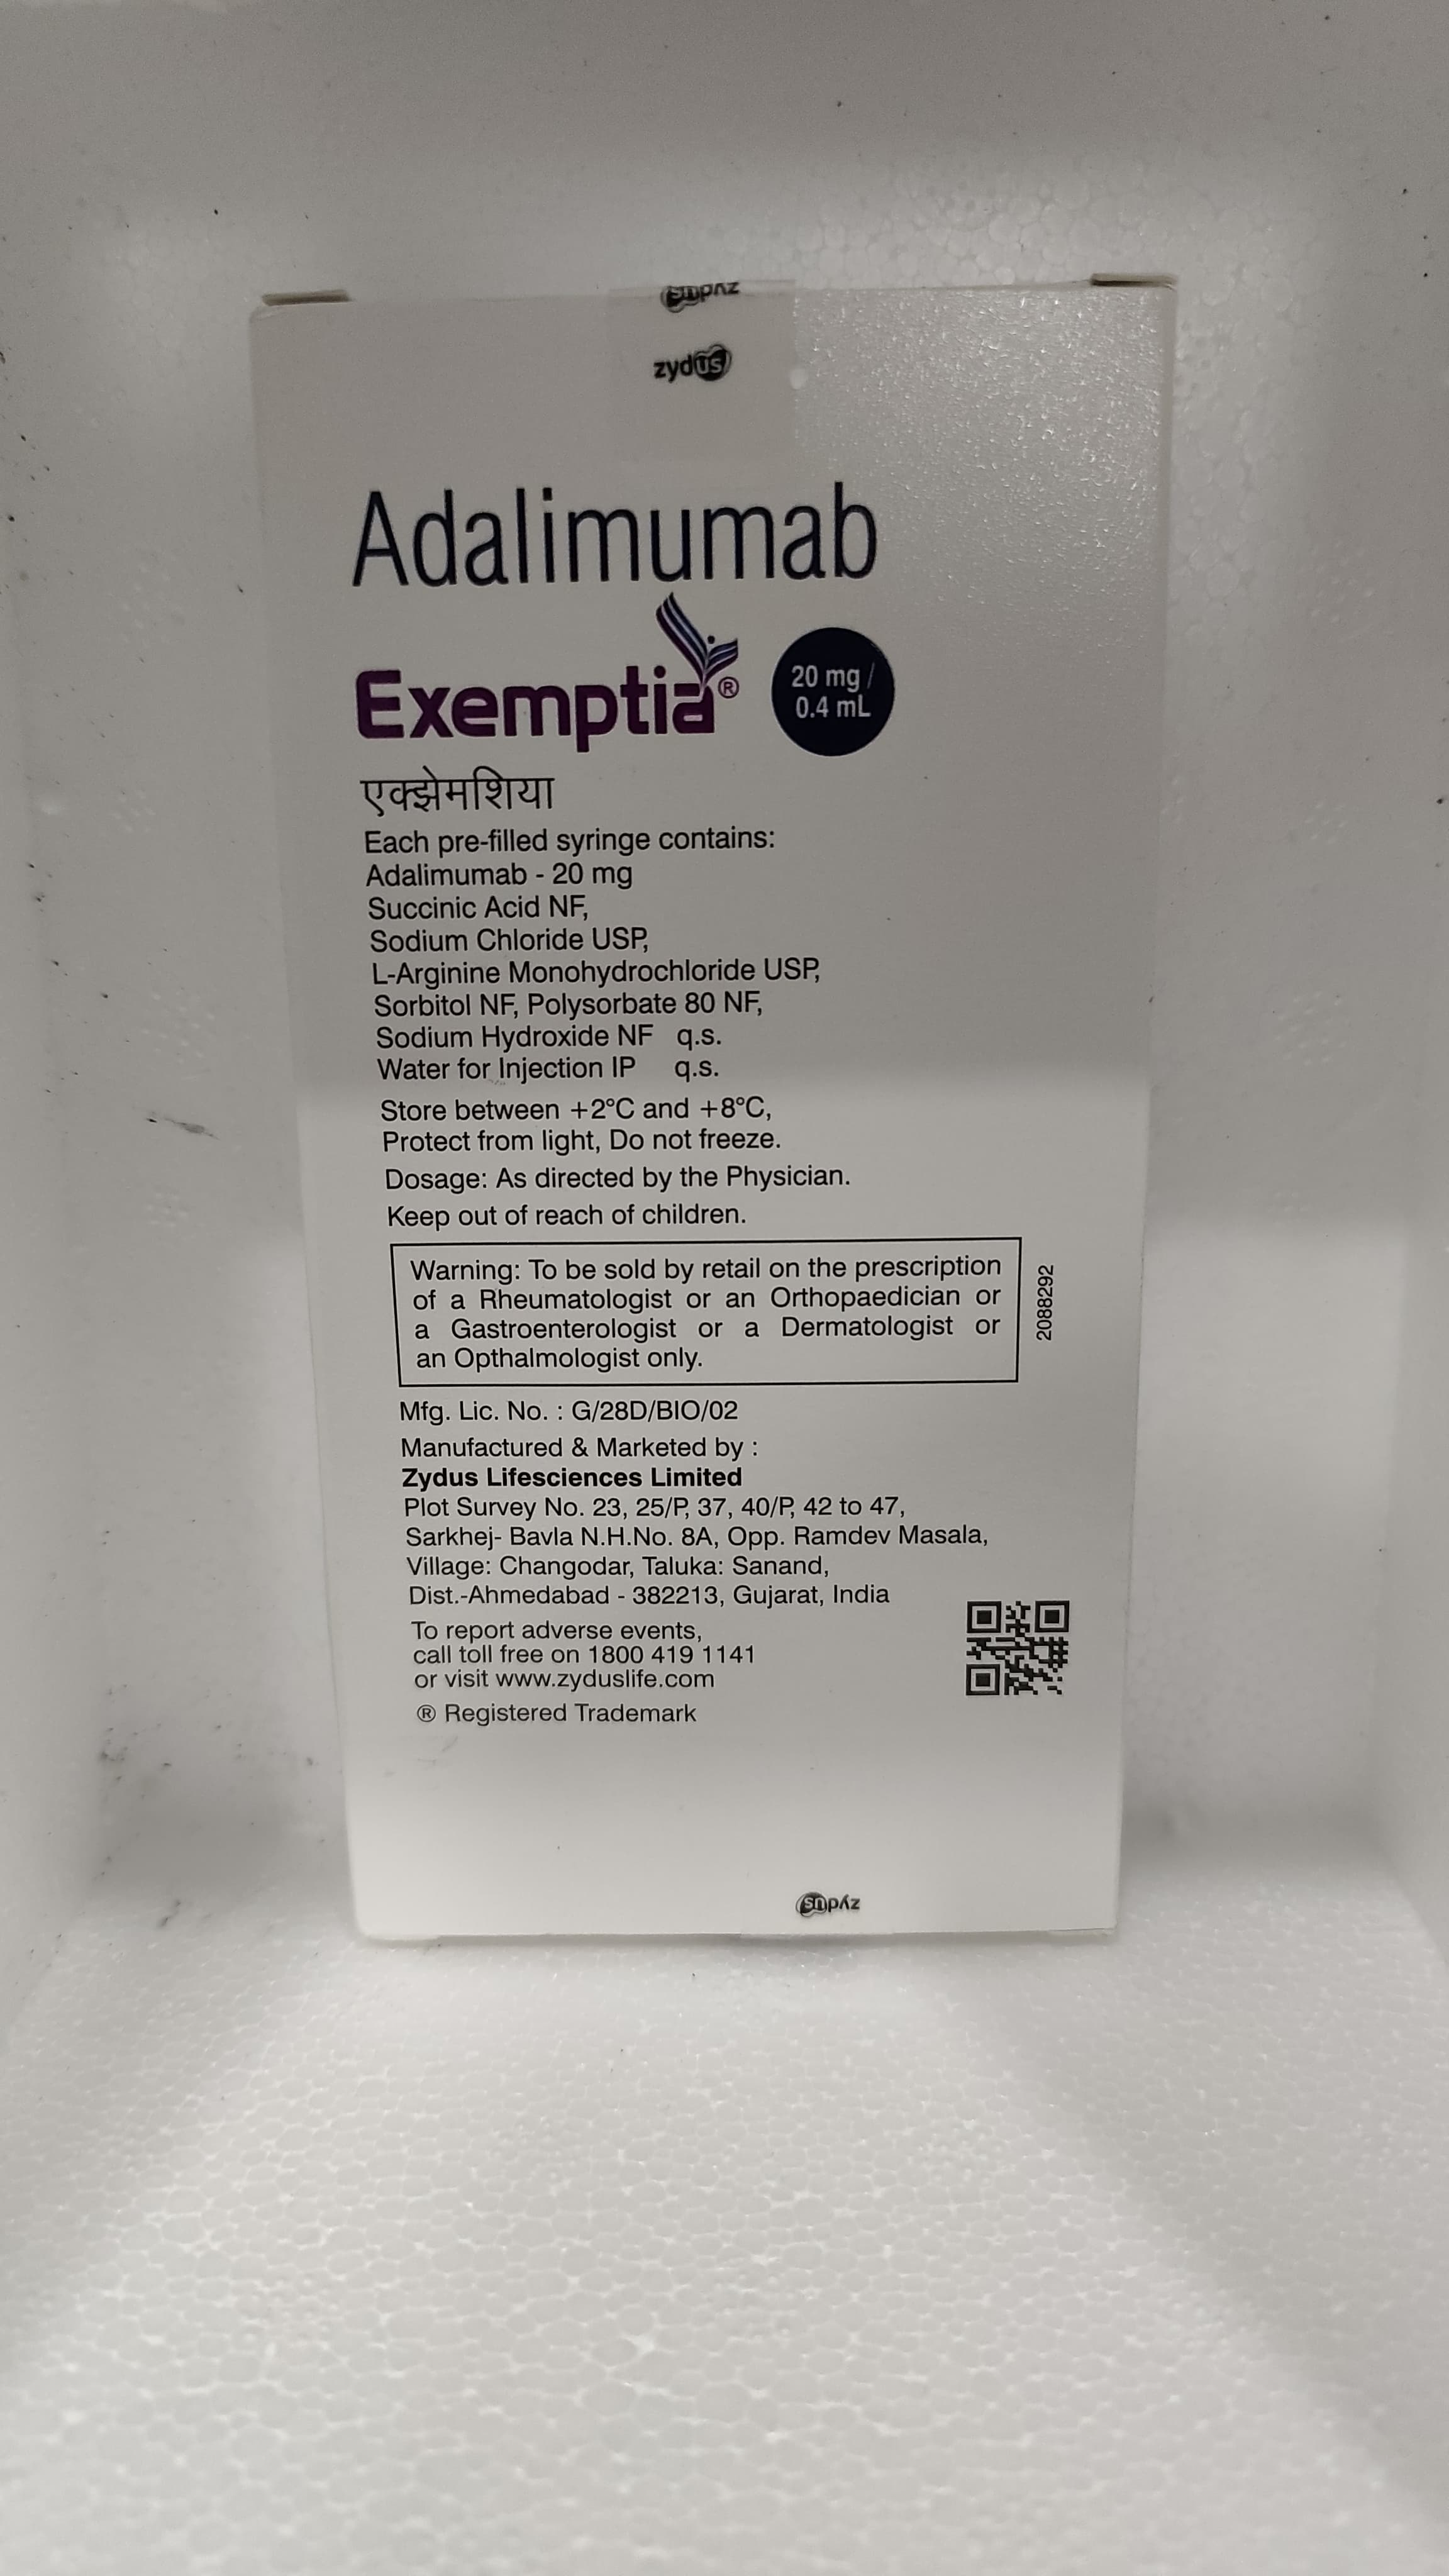 zydus
zydus
Adalimumab
Exemptia®
20 mg /
0.4 mL
एक्झेमशिया
Each pre-filled syringe contains:
Adalimumab - 20 mg
Succinic Acid NF,
Sodium Chloride USP,
L-Arginine Monohydrochloride USP,
Sorbitol NF, Polysorbate 80 NF,
Sodium Hydroxide NF q.s.
Water for Injection IP q.s.
Store between +2°C and +8°C,
Protect from light, Do not freeze.
Dosage: As directed by the Physician.
Keep out of reach of children.
Warning: To be sold by retail on the prescription
of a Rheumatologist or an Orthopaedician or
a Gastroenterologist or a Dermatologist or
an Opthalmologist only.
2088292
Mfg. Lic. No. : G/28D/BIO/02
Manufactured & Marketed by :
Zydus Lifesciences Limited
Plot Survey No. 23, 25/P, 37, 40/P, 42 to 47,
Sarkhej- Bavla N.H.No. 8A, Opp. Ramdev Masala,
Village: Changodar, Taluka: Sanand,
Dist.-Ahmedabad - 382213, Gujarat, India
To report adverse events,
call toll free on 1800 419 1141
or visit www.zyduslife.com
® Registered Trademark
zydus